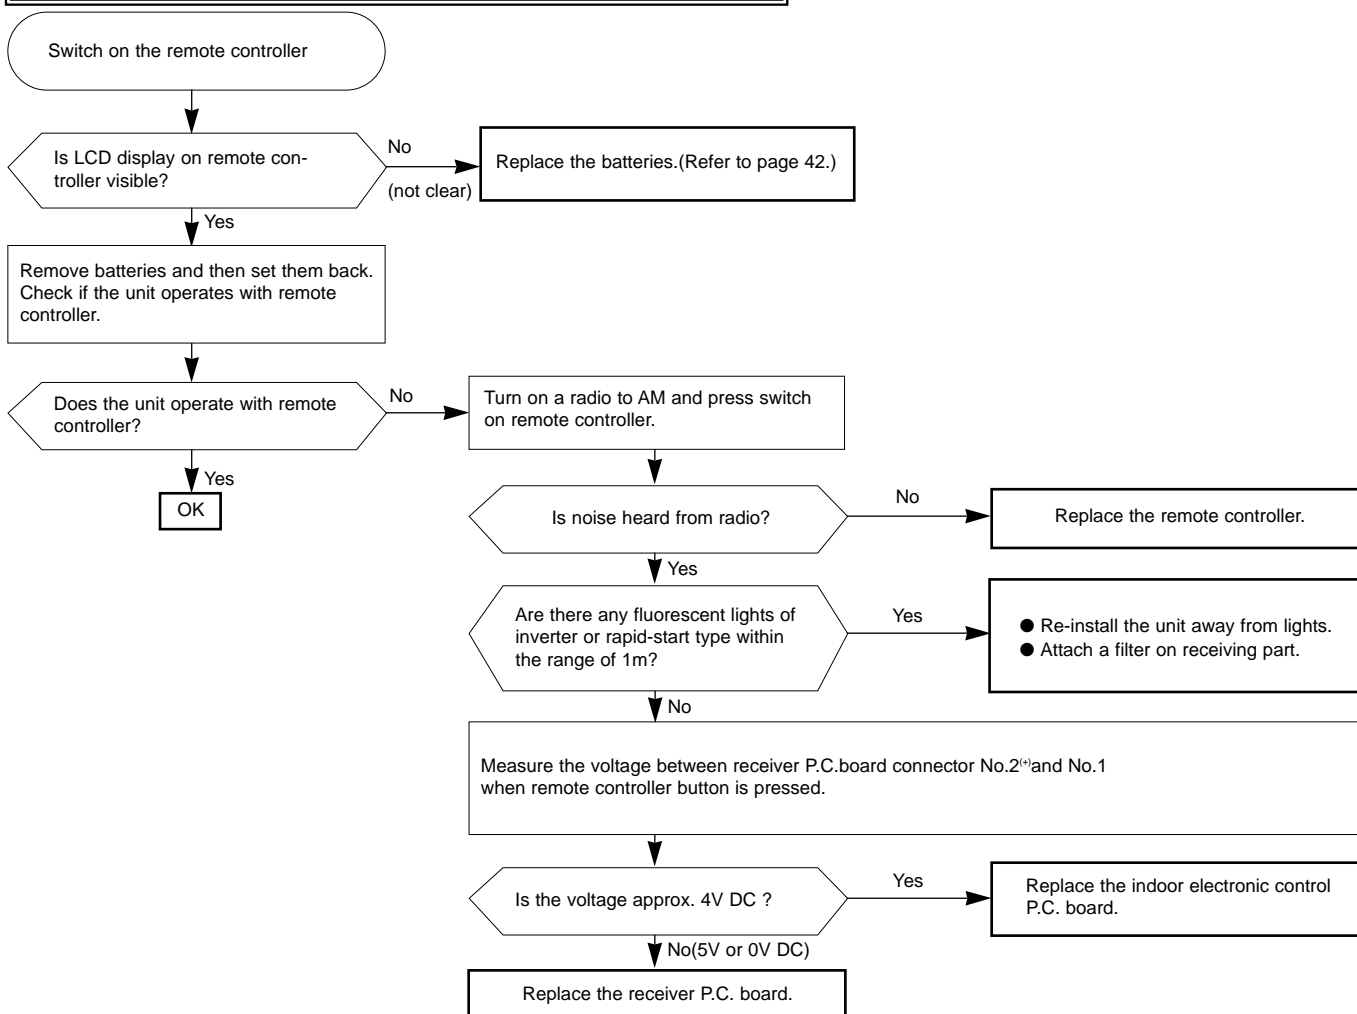 Switch on the remote controller
Is LCD display on remote con-
troller visible?
No
(not clear)
Replace the batteries.(Refer to page 42.)
Yes
Remove batteries and then set them back.
Check if the unit operates with remote
controller.
Does the unit operate with remote
controller?
No
Turn on a radio to AM and press switch
on remote controller.
Yes
OK
Is noise heard from radio?
No
Replace the remote controller.
Yes
Are there any fluorescent lights of
inverter or rapid-start type within
the range of 1m?
Yes
● Re-install the unit away from lights.
● Attach a filter on receiving part.
No
Measure the voltage between receiver P.C.board connector No.2(+)and No.1
when remote controller button is pressed.
Is the voltage approx. 4V DC ?
Yes
Replace the indoor electronic control
P.C. board.
No(5V or 0V DC)
Replace the receiver P.C. board.